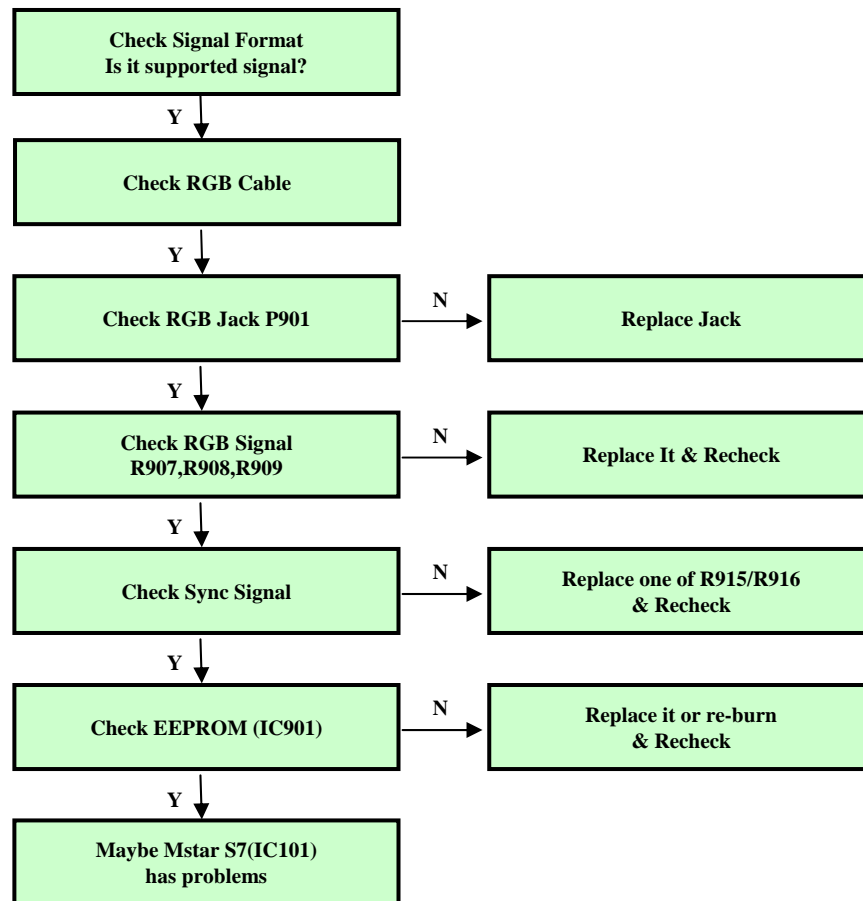 Check Signal Format
Is it supported signal?
Y
Check RGB Cable
Y
Check RGB Jack P901
N
Replace Jack
Y
Check RGB Signal
R907,R908,R909
N
Replace It & Recheck
Y
Check Sync Signal
N
Replace one of R915/R916
& Recheck
Y
Check EEPROM (IC901)
N
Replace it or re-burn
& Recheck
Y
Maybe Mstar S7(IC101)
has problems